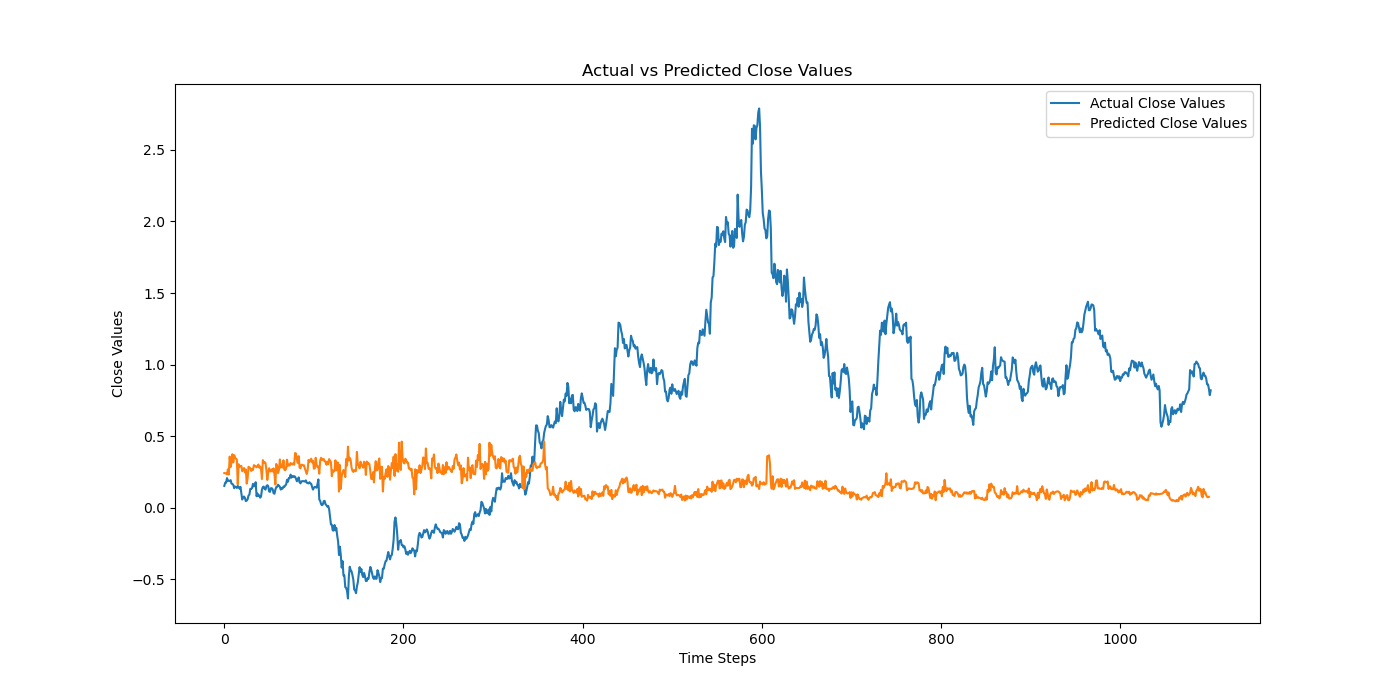 Actual vs Predicted Close Values
Actual Close Values
Predicted Close Values
Close Values
2.5
2.0
1.5
1.0
0.5
0.0
−0.5
0 200 400 600 800 1000
Time Steps